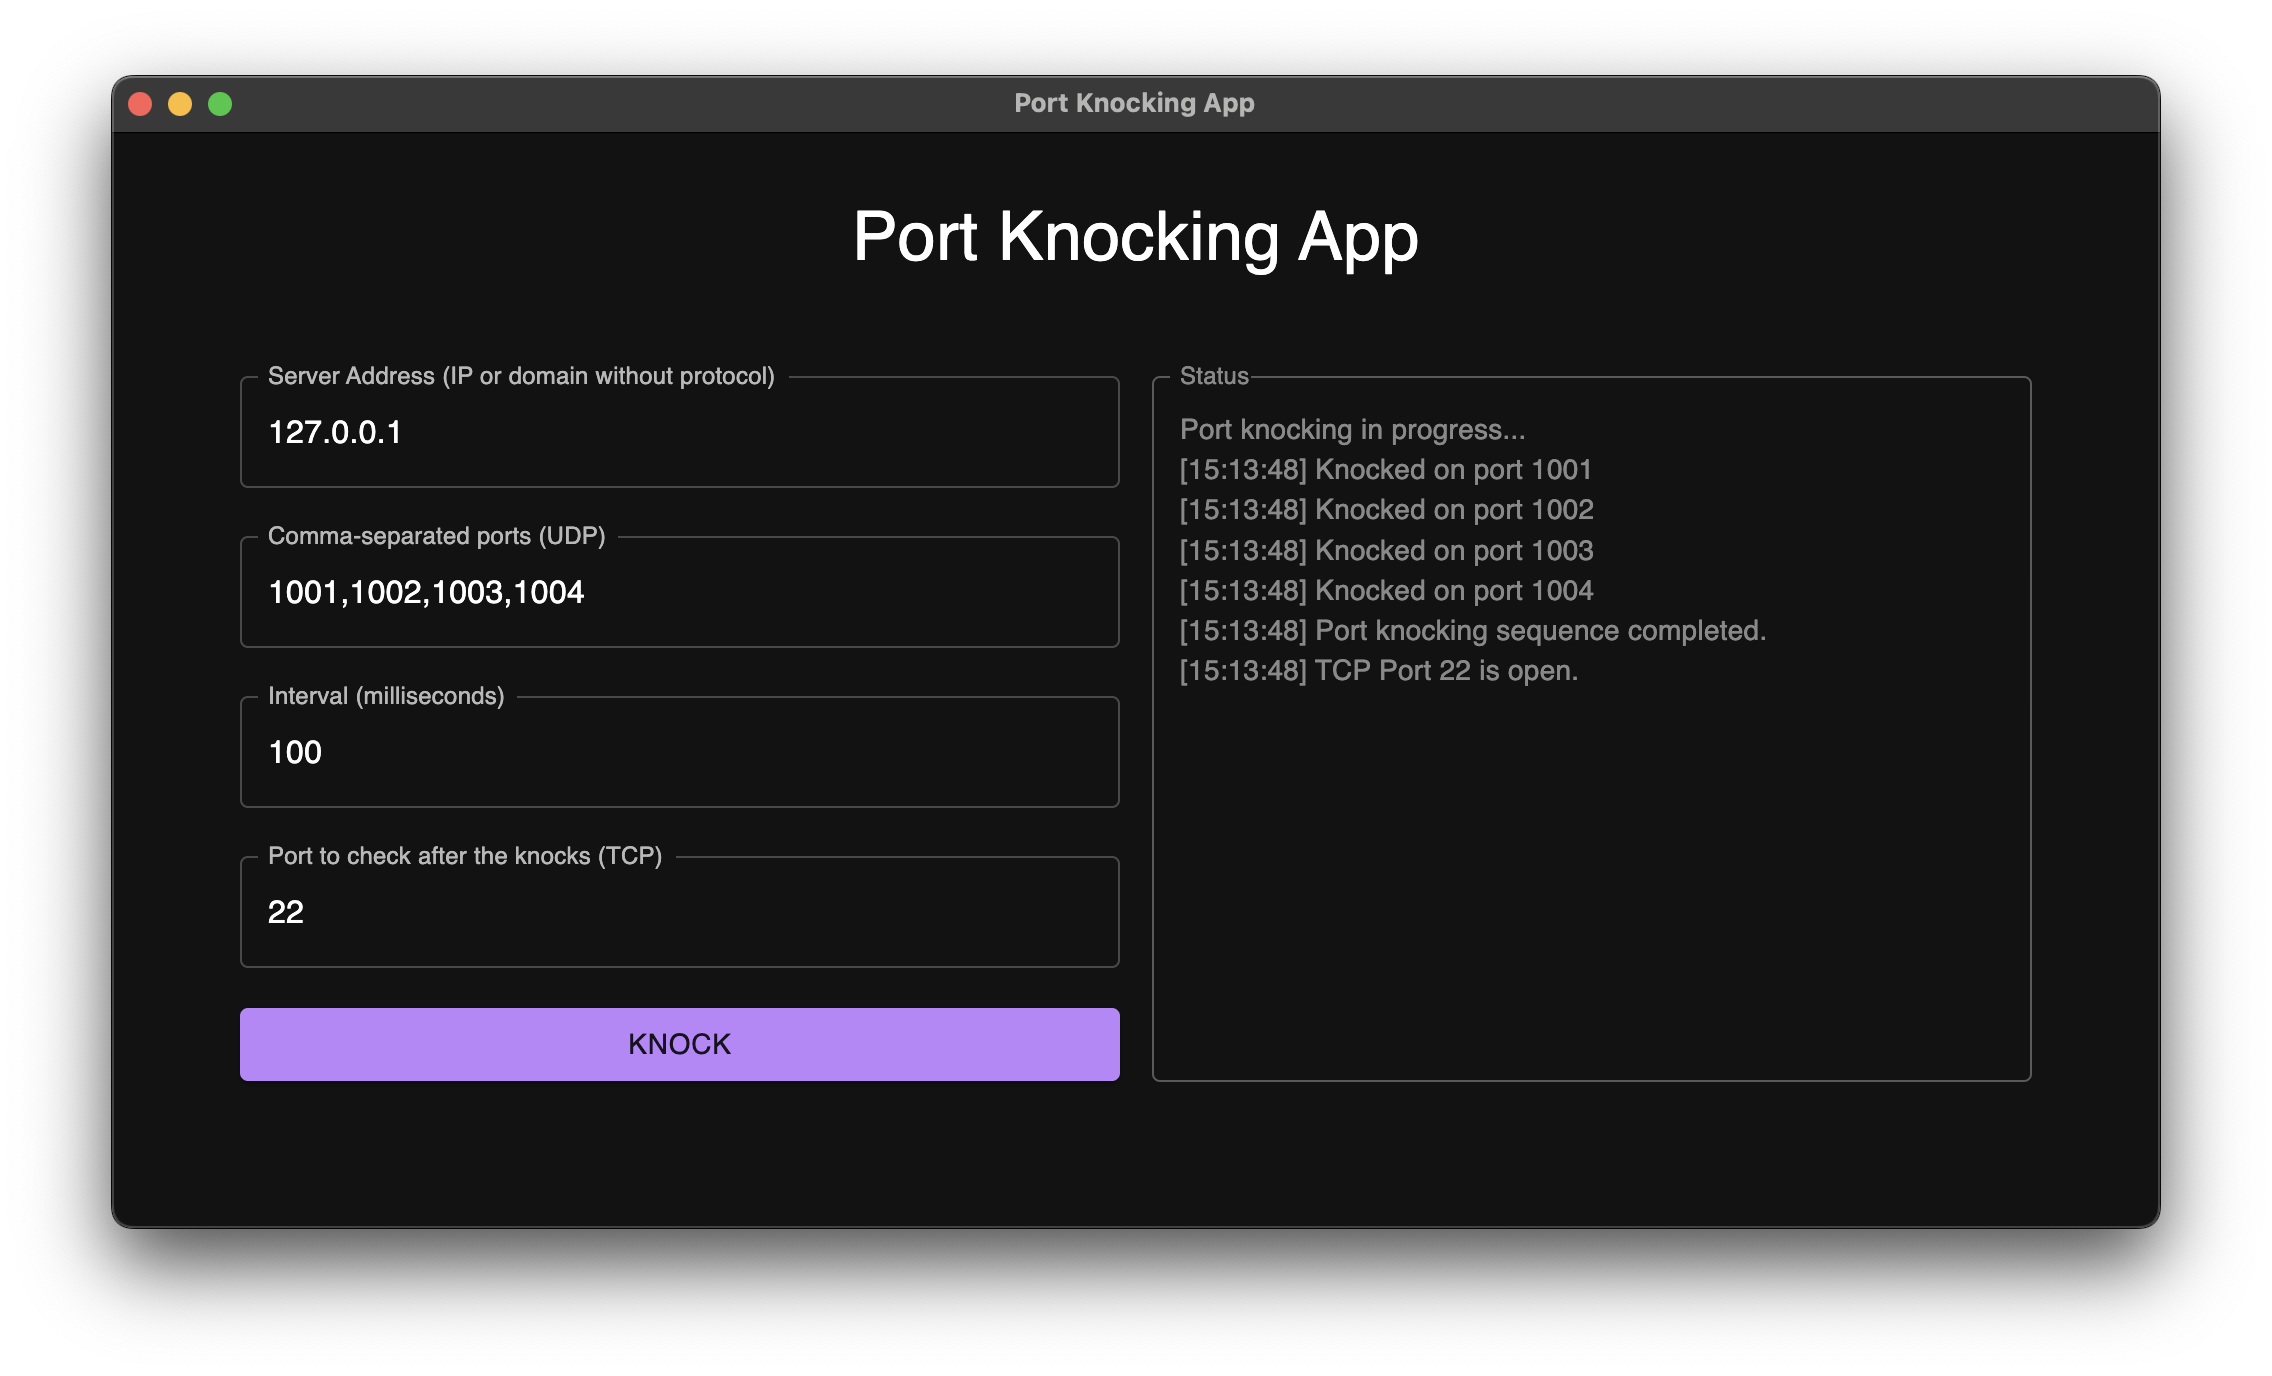 Port Knocking App
Port Knocking App
Server Address (IP or domain without protocol)
127.0.0.1
Comma-separated ports (UDP)
1001,1002,1003,1004
Interval (milliseconds)
100
Port to check after the knocks (TCP)
22
KNOCK
Status
Port knocking in progress...
[15:13:48] Knocked on port 1001
[15:13:48] Knocked on port 1002
[15:13:48] Knocked on port 1003
[15:13:48] Knocked on port 1004
[15:13:48] Port knocking sequence completed.
[15:13:48] TCP Port 22 is open.